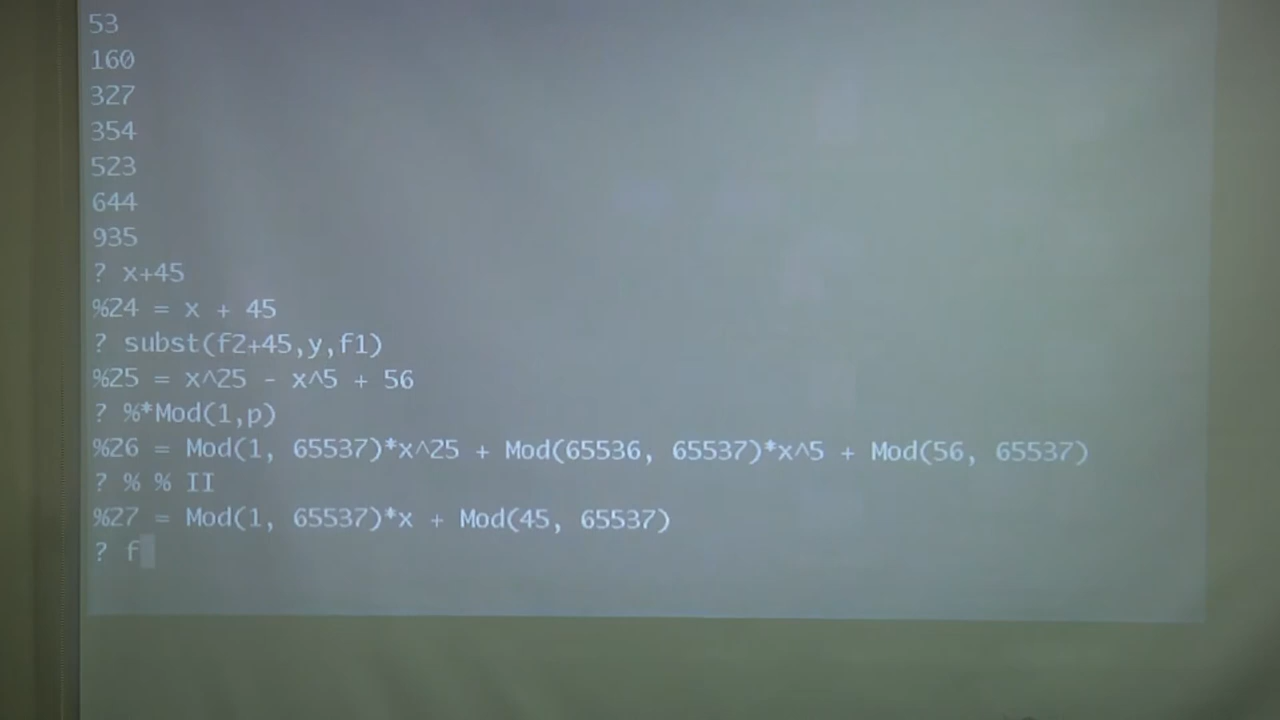 53
160
327
354
523
644
935
? x+45
%24 = x + 45
? subst(f2+45,y,f1)
%25 = x^25 - x^5 + 56
? %*Mod(1,p)
%26 = Mod(1, 65537)*x^25 + Mod(65536, 65537)*x^5 + Mod(56, 65537)
? % % II
%27 = Mod(1, 65537)*x + Mod(45, 65537)
? f